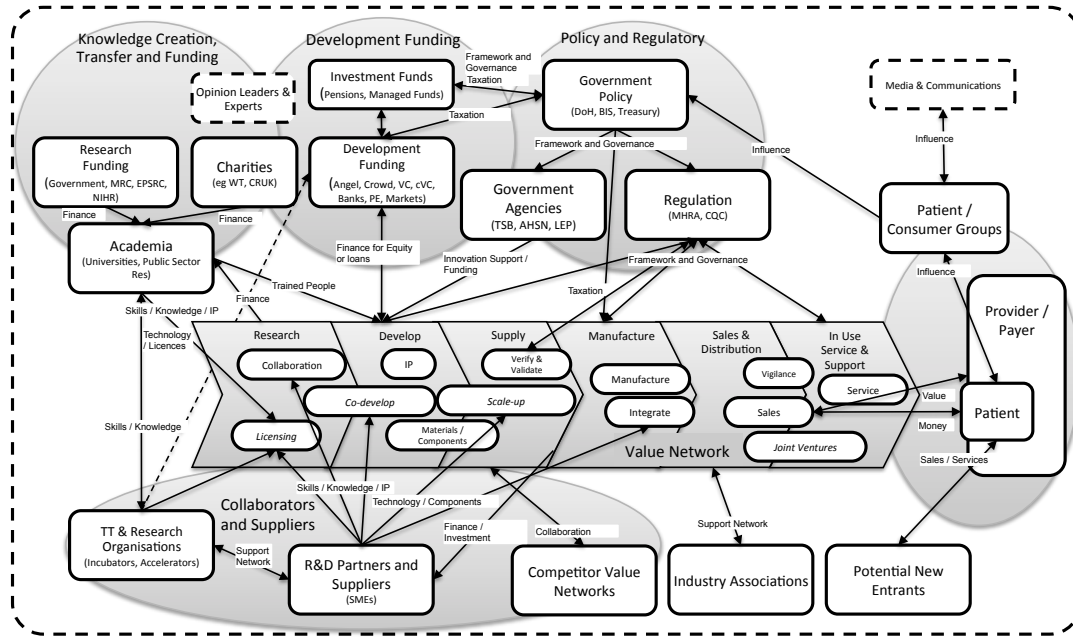 Knowledge Creation,
Transfer and Funding
Development Funding
Policy and Regulatory
Opinion Leaders &
Experts
Investment Funds
(Pensions, Managed Funds)
Framework and
Governance
Taxation
Taxation
Government
Policy
(DoH, BIS, Treasury)
Media & Communications
Influence
Influence
Framework and Governance
Research
Funding
(Government, MRC, EPSRC,
NIHR)
Charities
(eg WT, CRUK)
Development
Funding
(Angel, Crowd, VC, cVC,
Banks, PE, Markets)
Government
Agencies
(TSB, AHSN, LEP)
Regulation
(MHRA, CQC)
Patient /
Consumer Groups
Finance
Finance
Academia
(Universities, Public Sector
Res)
Finance for Equity
or loans
Innovation Support /
Funding
Framework and Governance
Influence
Trained People
Finance
Taxation
Skills / Knowledge / IP
Technology
/ Licences
Provider /
Payer
Research
Develop
Supply
Manufacture
Sales &
Distribution
In Use
Service &
Support
Collaboration
IP
Verify &
Validate
Manufacture
Vigilance
Service
Co-develop
Scale-up
Integrate
Sales
Value
Money
Patient
Licensing
Materials /
Components
Joint Ventures
Value Network
Skills / Knowledge
Sales / Services
Skills / Knowledge / IP
Technology / Components
Collaborators
and Suppliers
Finance /
Investment
Collaboration
Support Network
TT & Research
Organisations
(Incubators, Accelerators)
Support
Network
R&D Partners and
Suppliers
(SMEs)
Competitor Value
Networks
Industry Associations
Potential New
Entrants